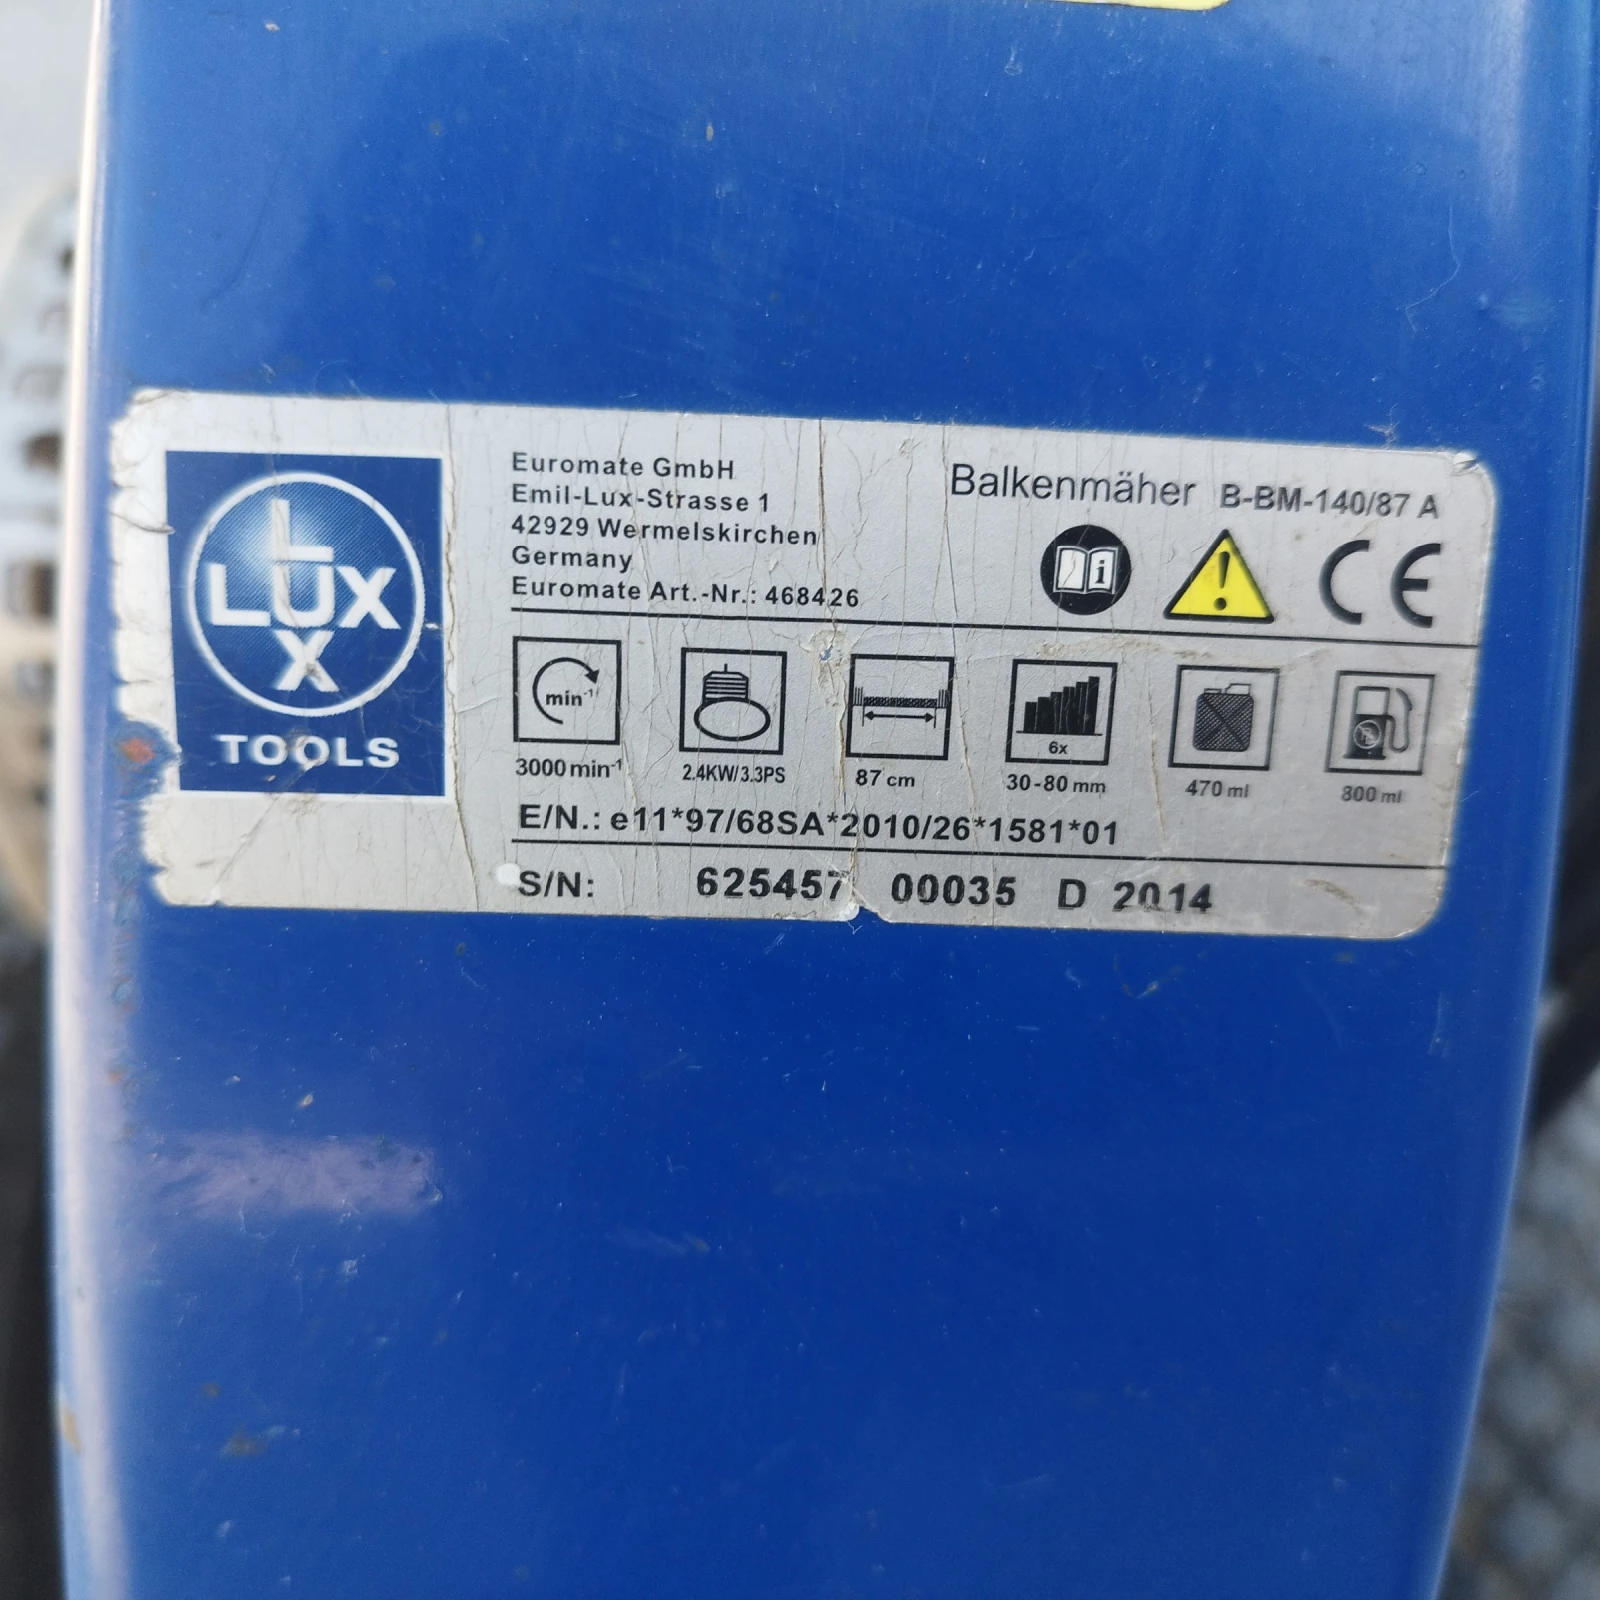 L
LUX
X
TOOLS
Euromate GmbH
Emil-Lux-Strasse 1
42929 Wermelskirchen
Germany
Euromate Art.-Nr.: 468426
Balkenmäher B-BM-140/87 A
i
!
CE
min⁻¹
6x
3000 min⁻¹
2.4KW/3.3PS
87 cm
30-80 mm
470 ml
800 ml
E/N.: e11*97/68SA*2010/26*1581*01
S/N: 625457 00035 D 2014